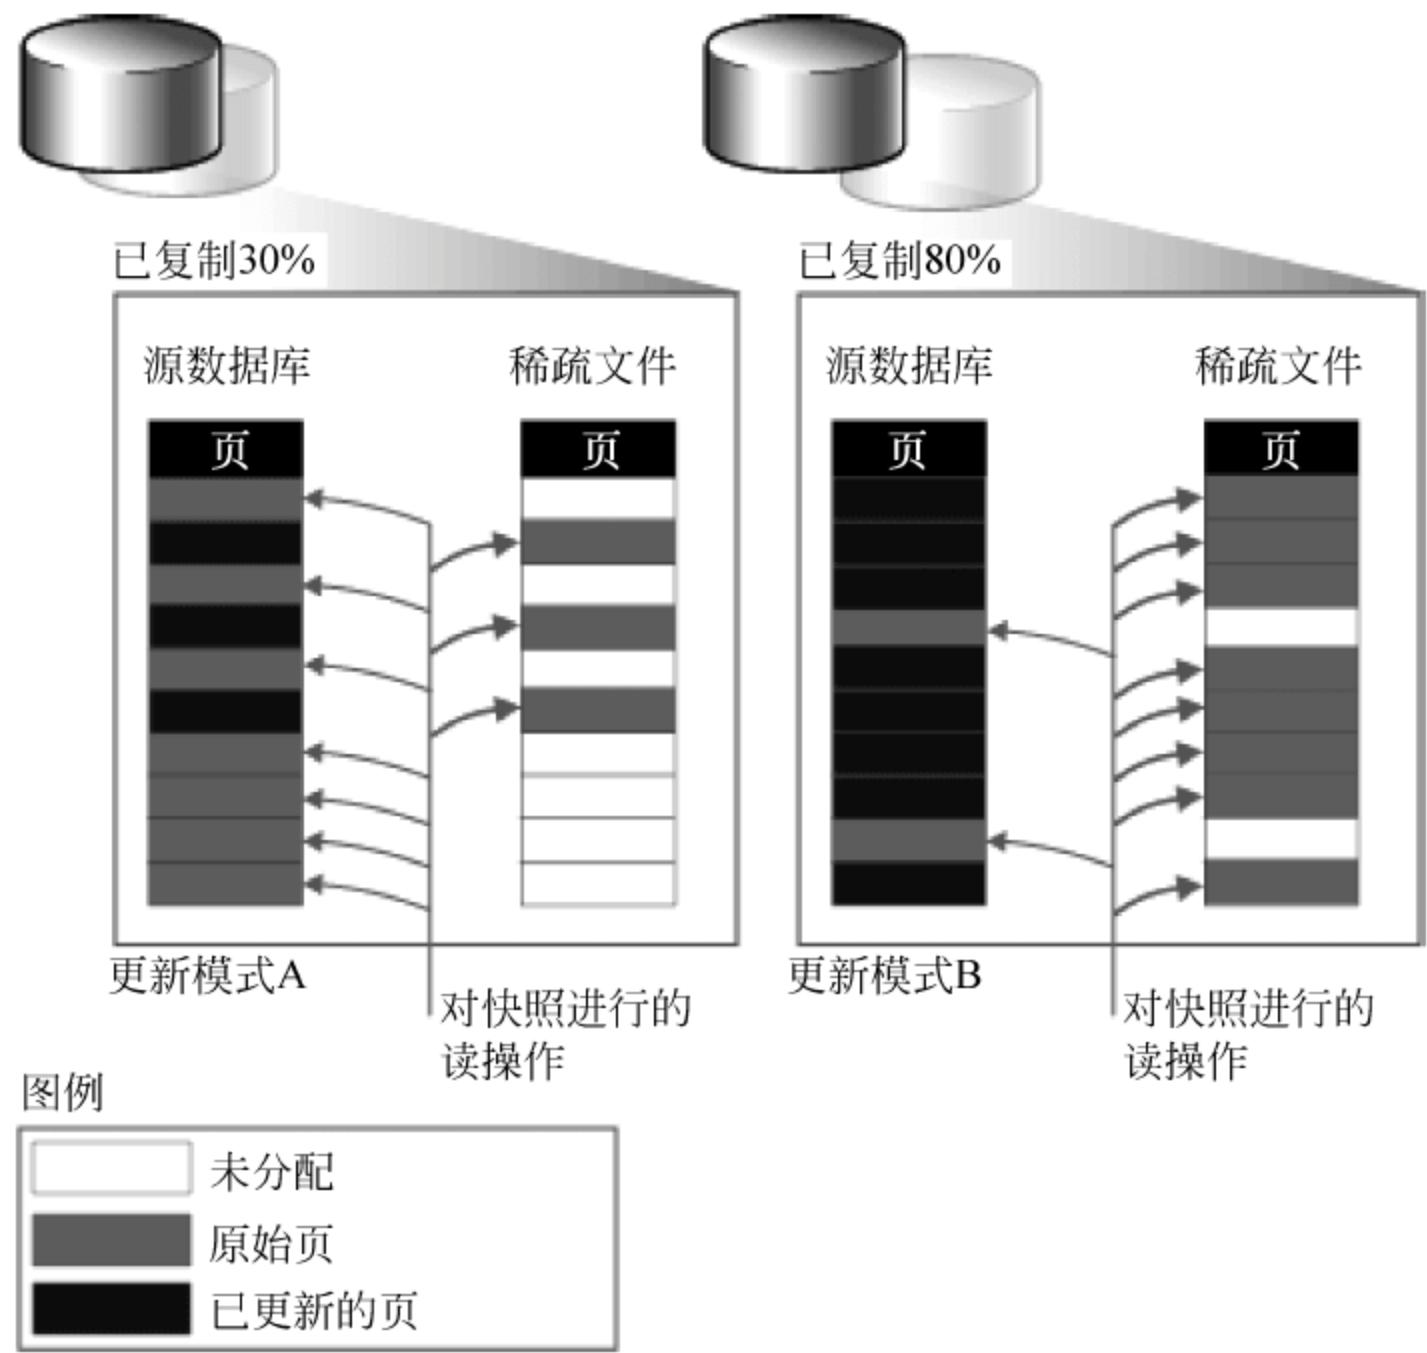 已复制30%
源数据库
稀疏文件
页
页
更新模式A
对快照进行的
读操作
已复制80%
源数据库
稀疏文件
页
页
更新模式B
对快照进行的
读操作
图例
未分配
原始页
已更新的页